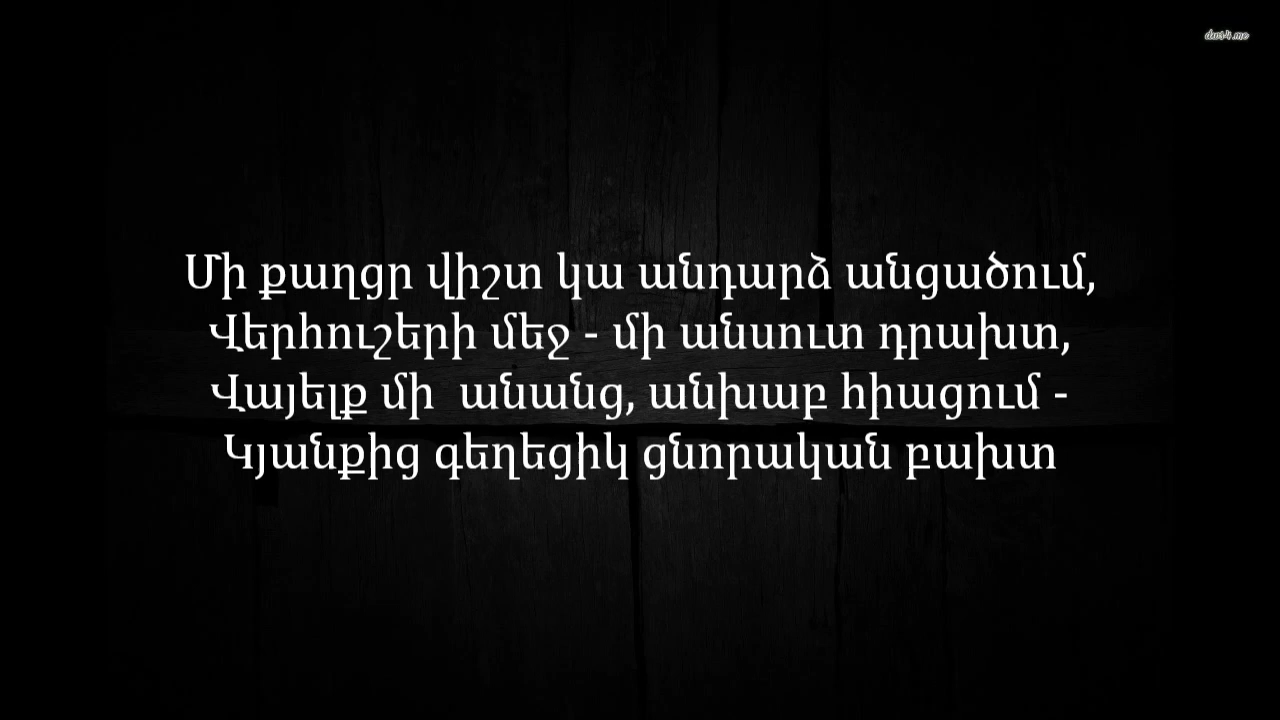 Մի քաղցր վիշտ կա անդարձ անցածում,
Վերհուշերի մեջ - մի անսուտ դրախտ,
Վայելք մի  անանց, անխաբ հիացում -
Կյանքից գեղեցիկ ցնորական բախտ